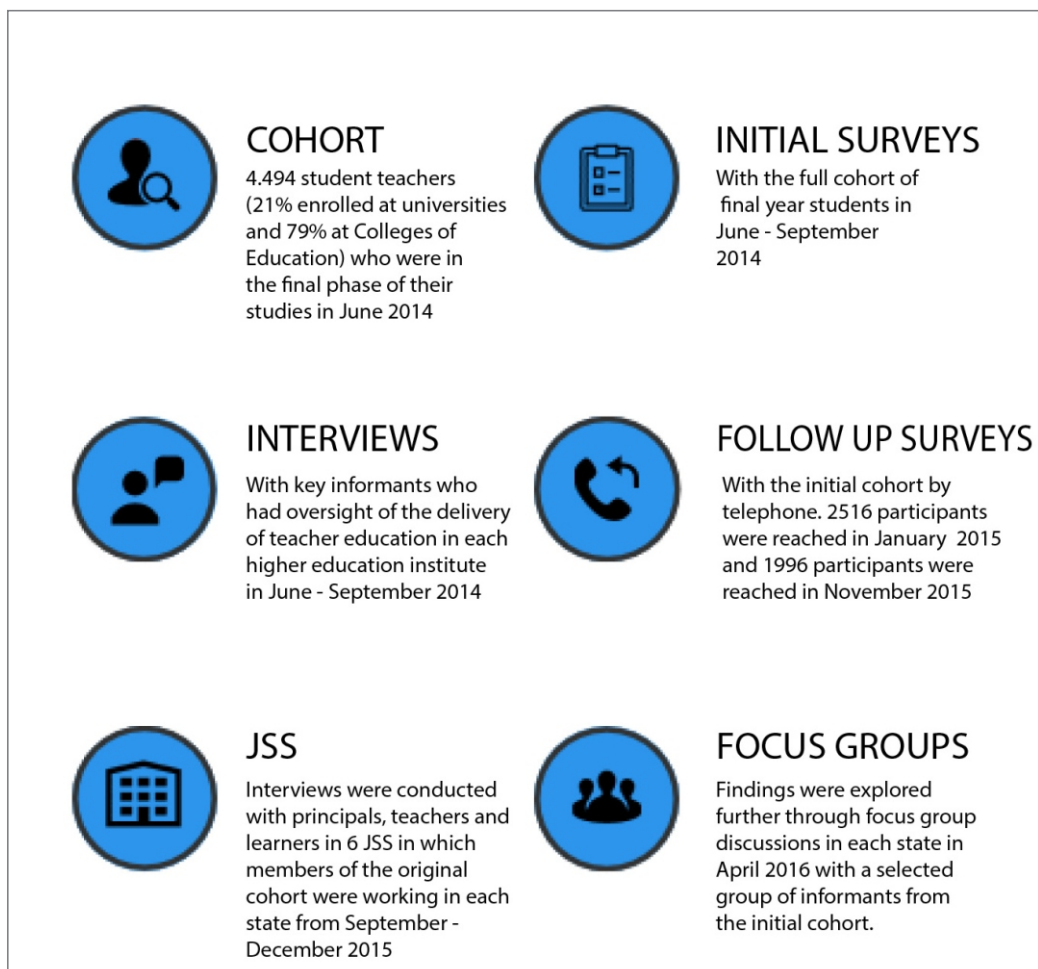 COHORT
4.494 student teachers
(21% enrolled at universities
and 79% at Colleges of
Education) who were in
the final phase of their
studies in June 2014
INITIAL SURVEYS
With the full cohort of
final year students in
June - September
2014
INTERVIEWS
With key informants who
had oversight of the delivery
of teacher education in each
higher education institute
in June - September 2014
FOLLOW UP SURVEYS
With the initial cohort by
telephone. 2516 participants
were reached in January 2015
and 1996 participants were
reached in November 2015
JSS
Interviews were conducted
with principals, teachers and
learners in 6 JSS in which
members of the original
cohort were working in each
state from September -
December 2015
FOCUS GROUPS
Findings were explored
further through focus group
discussions in each state in
April 2016 with a selected
group of informants from
the initial cohort.